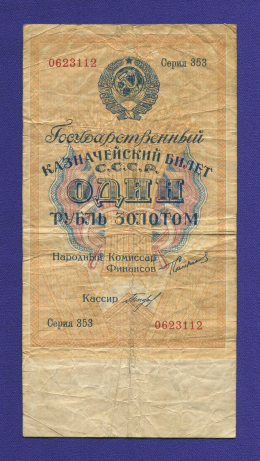 0623112 Серия 353
Государственный
КАЗНАЧЕЙСКИЙ БИЛЕТ
С.С.С.Р.
ОДИН
РУБЛЬ ЗОЛОТОМ
Народный Комиссар
Финансов
Кассир
Серия 353 0623112